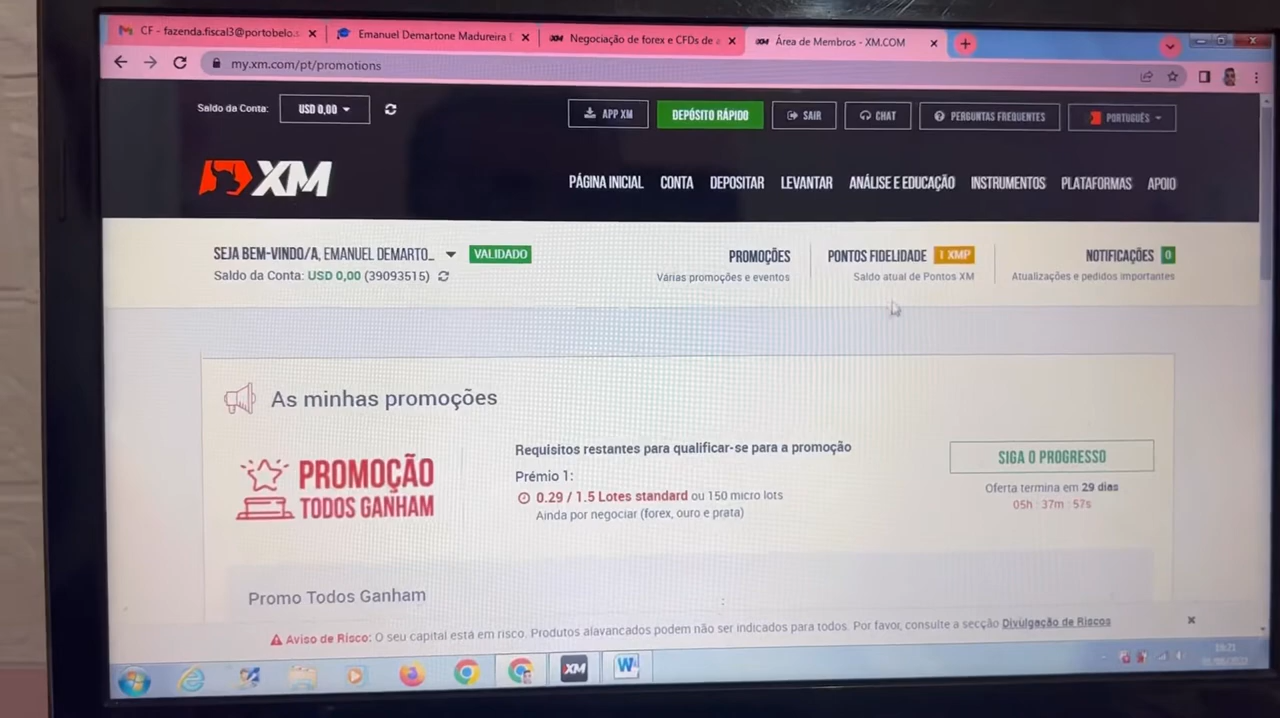 CF - fazenda.fiscal3@portobelo.
Emanuel Demartone Madureira
Negociação de forex e CFDs de
Área de Membros - XM.COM
my.xm.com/pt/promotions
Saldo da Conta:
USD 0,00
APP XM
DEPÓSITO RÁPIDO
SAIR
CHAT
PERGUNTAS FREQUENTES
PORTUGUÊS
XM
PÁGINA INICIAL
CONTA
DEPOSITAR
LEVANTAR
ANÁLISE E EDUCAÇÃO
INSTRUMENTOS
PLATAFORMAS
APOIO
SEJA BEM-VINDO/A, EMANUEL DEMARTO_
VALIDADO
Saldo da Conta: USD 0,00 (39093515)
PROMOÇÕES
Várias promoções e eventos
PONTOS FIDELIDADE 1 XMP
Saldo atual de Pontos XM
NOTIFICAÇÕES 0
Atualizações e pedidos importantes
As minhas promoções
PROMOÇÃO
TODOS GANHAM
Requisitos restantes para qualificar-se para a promoção
Prémio 1:
0.29 / 1.5 Lotes standard ou 150 micro lots
Ainda por negociar (forex, ouro e prata)
SIGA O PROGRESSO
Oferta termina em 29 dias
05h : 37m : 57s
Promo Todos Ganham
Aviso de Risco: O seu capital está em risco. Produtos alavancados podem não ser indicados para todos. Por favor, consulte a secção Divulgação de Riscos
XM
W